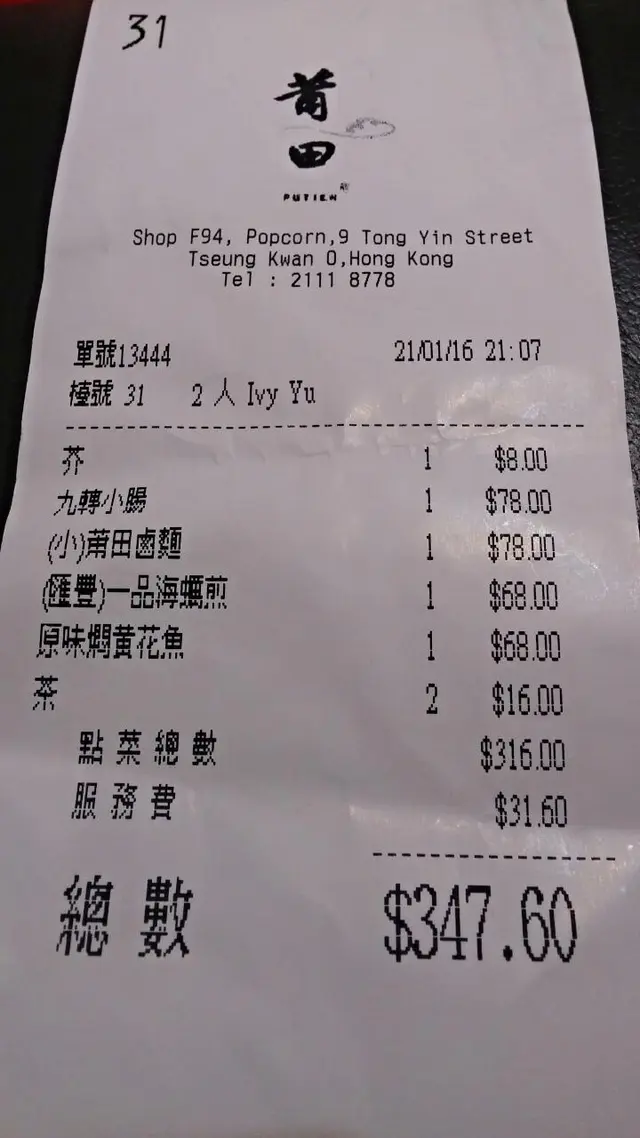 31
莆
田
PUTIEN
Shop F94, Popcorn,9 Tong Yin Street
Tseung Kwan O,Hong Kong
Tel : 2111 8778
單號13444 21/01/16 21:07
檯號 31 2 人 Ivy Yu
芥 1 $8.00
九轉小腸 1 $78.00
(小)莆田鹵麵 1 $78.00
(匯豐)一品海蠣煎 1 $68.00
原味燜黄花魚 1 $68.00
茶 2 $16.00
點菜總數 $316.00
服務費 $31.60
總數 $347.60